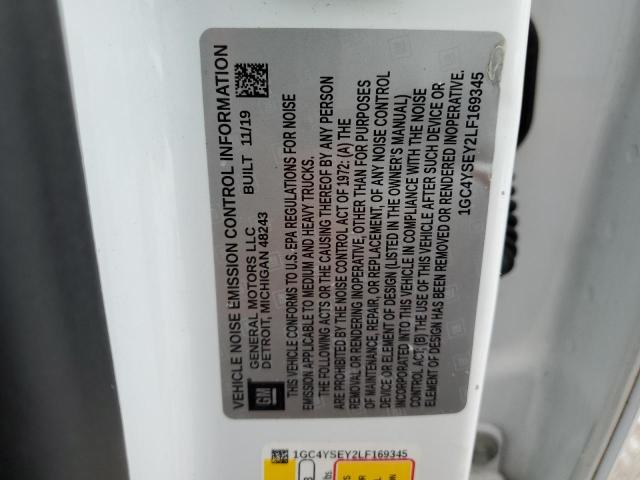 VEHICLE NOISE EMISSION CONTROL INFORMATION
GM
GENERAL MOTORS LLC
DETROIT, MICHIGAN 48243
BUILT 11/19
THIS VEHICLE CONFORMS TO U.S. EPA REGULATIONS FOR NOISE
EMISSION APPLICABLE TO MEDIUM AND HEAVY TRUCKS.
THE FOLLOWING ACTS OR THE CAUSING THEREOF BY ANY PERSON
ARE PROHIBITED BY THE NOISE CONTROL ACT OF 1972: (A) THE
REMOVAL OR RENDERING INOPERATIVE, OTHER THAN FOR PURPOSES
OF MAINTENANCE, REPAIR, OR REPLACEMENT, OF ANY NOISE CONTROL
DEVICE OR ELEMENT OF DESIGN (LISTED IN THE OWNER'S MANUAL)
INCORPORATED INTO THIS VEHICLE IN COMPLIANCE WITH THE NOISE
CONTROL ACT; (B) THE USE OF THIS VEHICLE AFTER SUCH DEVICE OR
ELEMENT OF DESIGN HAS BEEN REMOVED OR RENDERED INOPERATIVE.
1GC4YSEY2LF169345
1GC4YSEY2LF169345